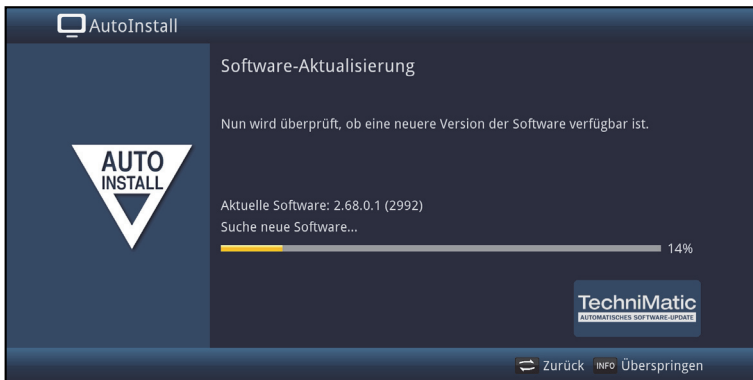 AutoInstall
Software-Aktualisierung
Nun wird überprüft, ob eine neuere Version der Software verfügbar ist.
AUTO
INSTALL
Aktuelle Software: 2.68.0.1 (2992)
Suche neue Software...
14%
TechniMatic
AUTOMATISCHES SOFTWARE-UPDATE
Zurück INFO Überspringen